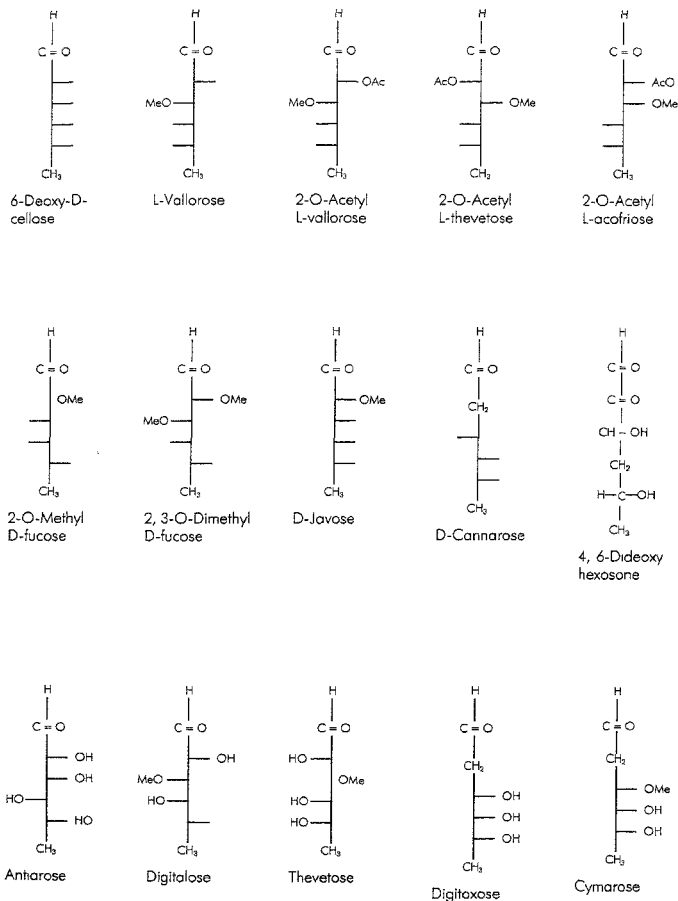 H H H H H
C = O C = O C = O C = O C = O
OAc AcO AcO
MeO MeO OMe OMe
CH3 CH3 CH3 CH3 CH3
6-Deoxy-D- L-Vallorose 2-O-Acetyl 2-O-Acetyl 2-O-Acetyl
cellose L-vallorose L-thevetose L-acofriose
H H H H H
C = O C = O C = O C = O C = O
OMe OMe OMe CH2 C = O
MeO CH – OH
CH2
CH3 CH3 CH3 CH3 H–C–OH
2-O-Methyl 2, 3-O-Dimethyl D-Javose D-Cannarose CH3
D-fucose D-fucose 4, 6-Dideoxy
hexosone
H H H H H
C = O C = O C = O C = O C = O
OH OH HO CH2 CH2
OH MeO OMe OH OMe
HO HO HO OH OH
HO HO OH OH
CH3 CH3 CH3 CH3 CH3
Antiarose Digitalose Thevetose Digitoxose Cymarose